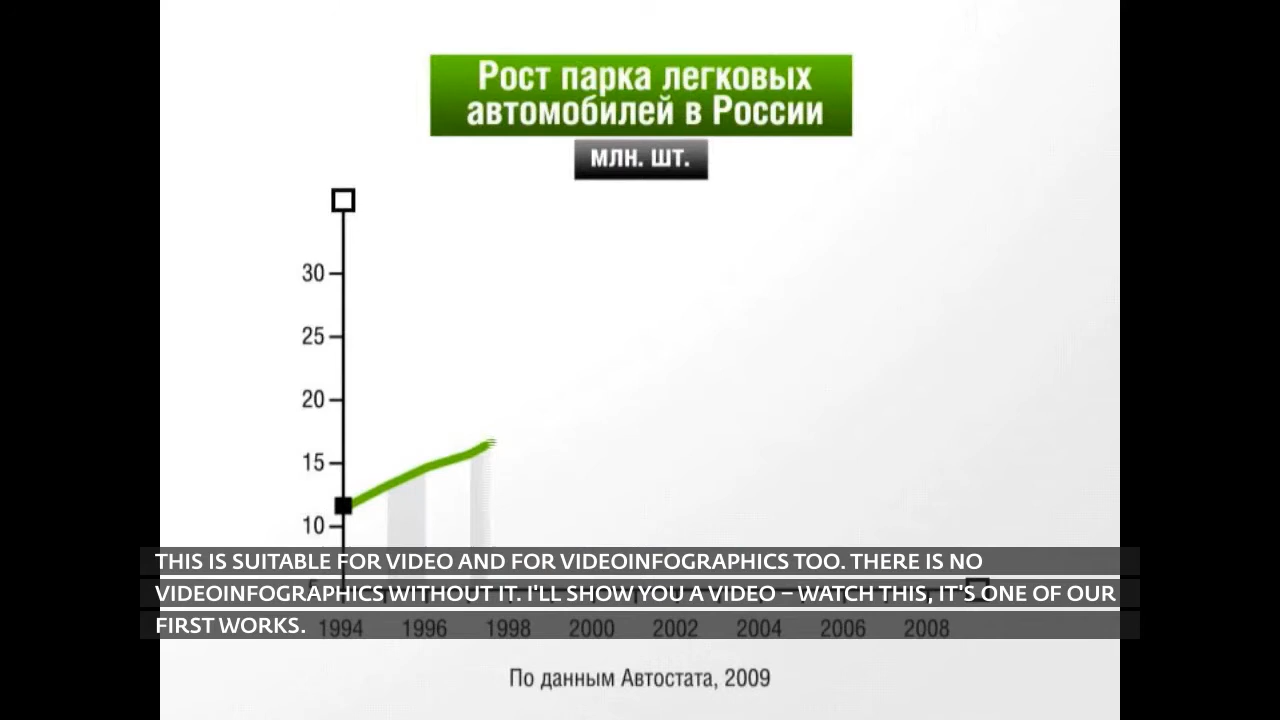 Рост парка легковых
автомобилей в России
млн. шт.
30
25
20
15
10
5
THIS IS SUITABLE FOR VIDEO AND FOR VIDEOINFOGRAPHICS TOO. THERE IS NO
VIDEOINFOGRAPHICS WITHOUT IT. I'LL SHOW YOU A VIDEO – WATCH THIS, IT'S ONE OF OUR
FIRST WORKS.
1994 1996 1998 2000 2002 2004 2006 2008
По данным Автостата, 2009